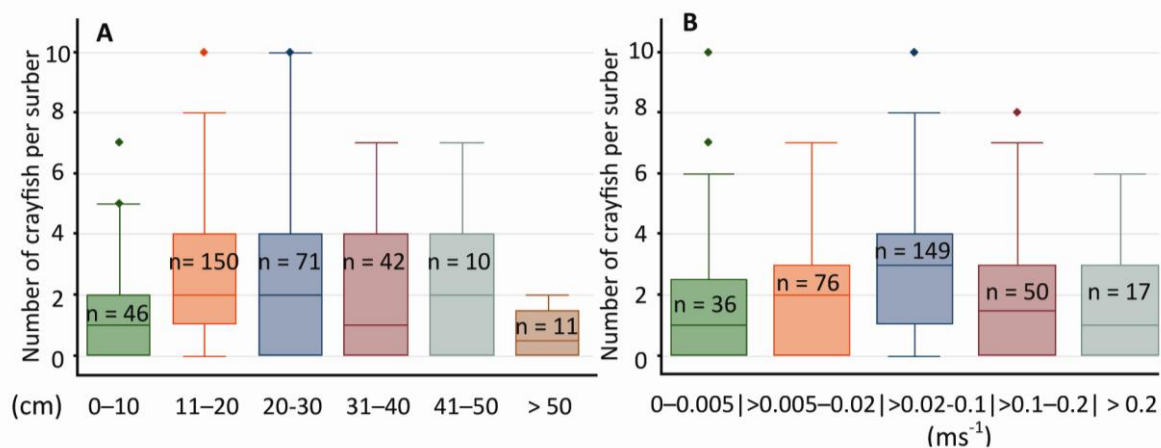 A
Number of crayfish per surber
10
8
6
4
2
0
n = 46
n= 150
n = 71
n = 42
n = 10
n = 11
(cm) 0–10 11–20 20-30 31–40 41–50 > 50
B
Number of crayfish per surber
10
8
6
4
2
0
n = 36
n = 76
n = 149
n = 50
n = 17
0–0.005|>0.005–0.02|>0.02-0.1|>0.1–0.2| > 0.2
(ms⁻¹)